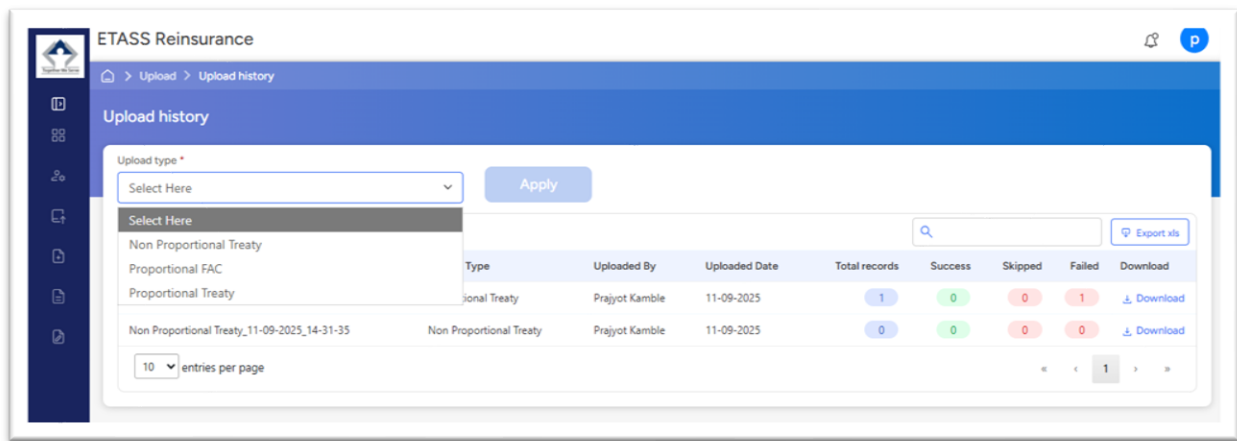 ETASS Reinsurance
p
Upload > Upload history
Upload history
Upload type *
Select Here
Apply
Select Here
Non Proportional Treaty
Proportional FAC
Proportional Treaty
Export xls
Type Uploaded By Uploaded Date Total records Success Skipped Failed Download
ional Treaty Prajyot Kamble 11-09-2025 1 0 0 1 Download
Non Proportional Treaty_11-09-2025_14-31-35 Non Proportional Treaty Prajyot Kamble 11-09-2025 0 0 0 0 Download
10 entries per page « ‹ 1 › »